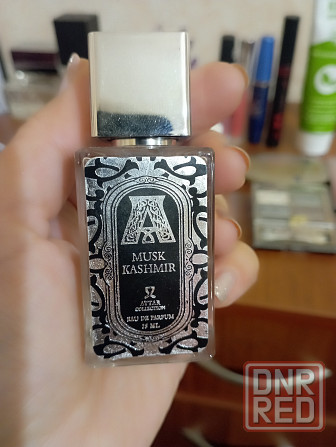 A
MUSK
KASHMIR
ATTAR
COLLECTION
EAU DE PARFUM
25 ML
DNR
RED